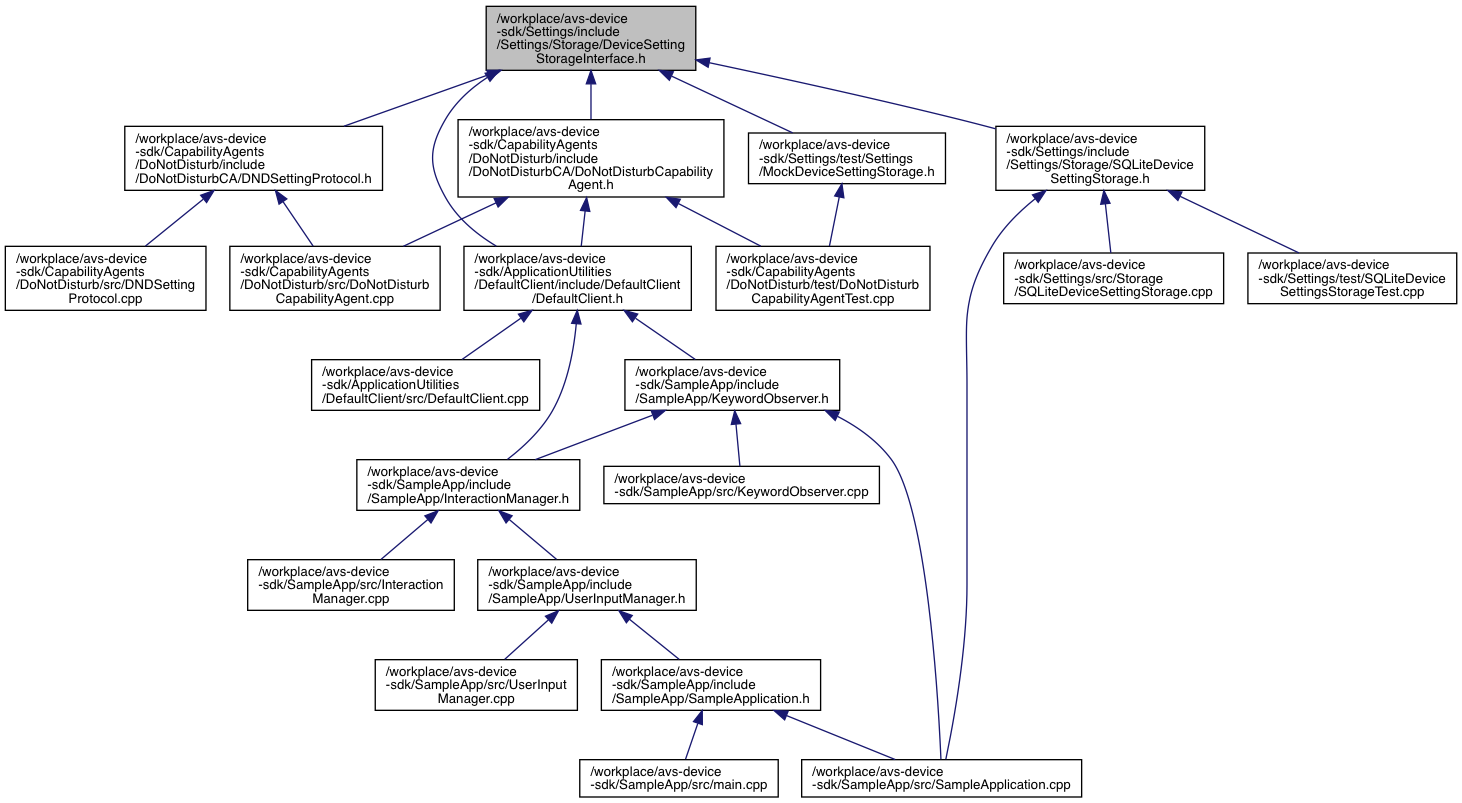 /workplace/avs-device
-sdk/Settings/include
/Settings/Storage/DeviceSetting
StorageInterface.h
/workplace/avs-device
-sdk/CapabilityAgents
/DoNotDisturb/include
/DoNotDisturbCA/DNDSettingProtocol.h
/workplace/avs-device
-sdk/CapabilityAgents
/DoNotDisturb/include
/DoNotDisturbCA/DoNotDisturbCapability
Agent.h
/workplace/avs-device
-sdk/Settings/test/Settings
/MockDeviceSettingStorage.h
/workplace/avs-device
-sdk/Settings/include
/Settings/Storage/SQLiteDevice
SettingStorage.h
/workplace/avs-device
-sdk/CapabilityAgents
/DoNotDisturb/src/DNDSetting
Protocol.cpp
/workplace/avs-device
-sdk/CapabilityAgents
/DoNotDisturb/src/DoNotDisturb
CapabilityAgent.cpp
/workplace/avs-device
-sdk/ApplicationUtilities
/DefaultClient/include/DefaultClient
/DefaultClient.h
/workplace/avs-device
-sdk/CapabilityAgents
/DoNotDisturb/test/DoNotDisturb
CapabilityAgentTest.cpp
/workplace/avs-device
-sdk/Settings/src/Storage
/SQLiteDeviceSettingStorage.cpp
/workplace/avs-device
-sdk/Settings/test/SQLiteDevice
SettingsStorageTest.cpp
/workplace/avs-device
-sdk/ApplicationUtilities
/DefaultClient/src/DefaultClient.cpp
/workplace/avs-device
-sdk/SampleApp/include
/SampleApp/KeywordObserver.h
/workplace/avs-device
-sdk/SampleApp/include
/SampleApp/InteractionManager.h
/workplace/avs-device
-sdk/SampleApp/src/KeywordObserver.cpp
/workplace/avs-device
-sdk/SampleApp/src/Interaction
Manager.cpp
/workplace/avs-device
-sdk/SampleApp/include
/SampleApp/UserInputManager.h
/workplace/avs-device
-sdk/SampleApp/src/UserInput
Manager.cpp
/workplace/avs-device
-sdk/SampleApp/include
/SampleApp/SampleApplication.h
/workplace/avs-device
-sdk/SampleApp/src/main.cpp
/workplace/avs-device
-sdk/SampleApp/src/SampleApplication.cpp